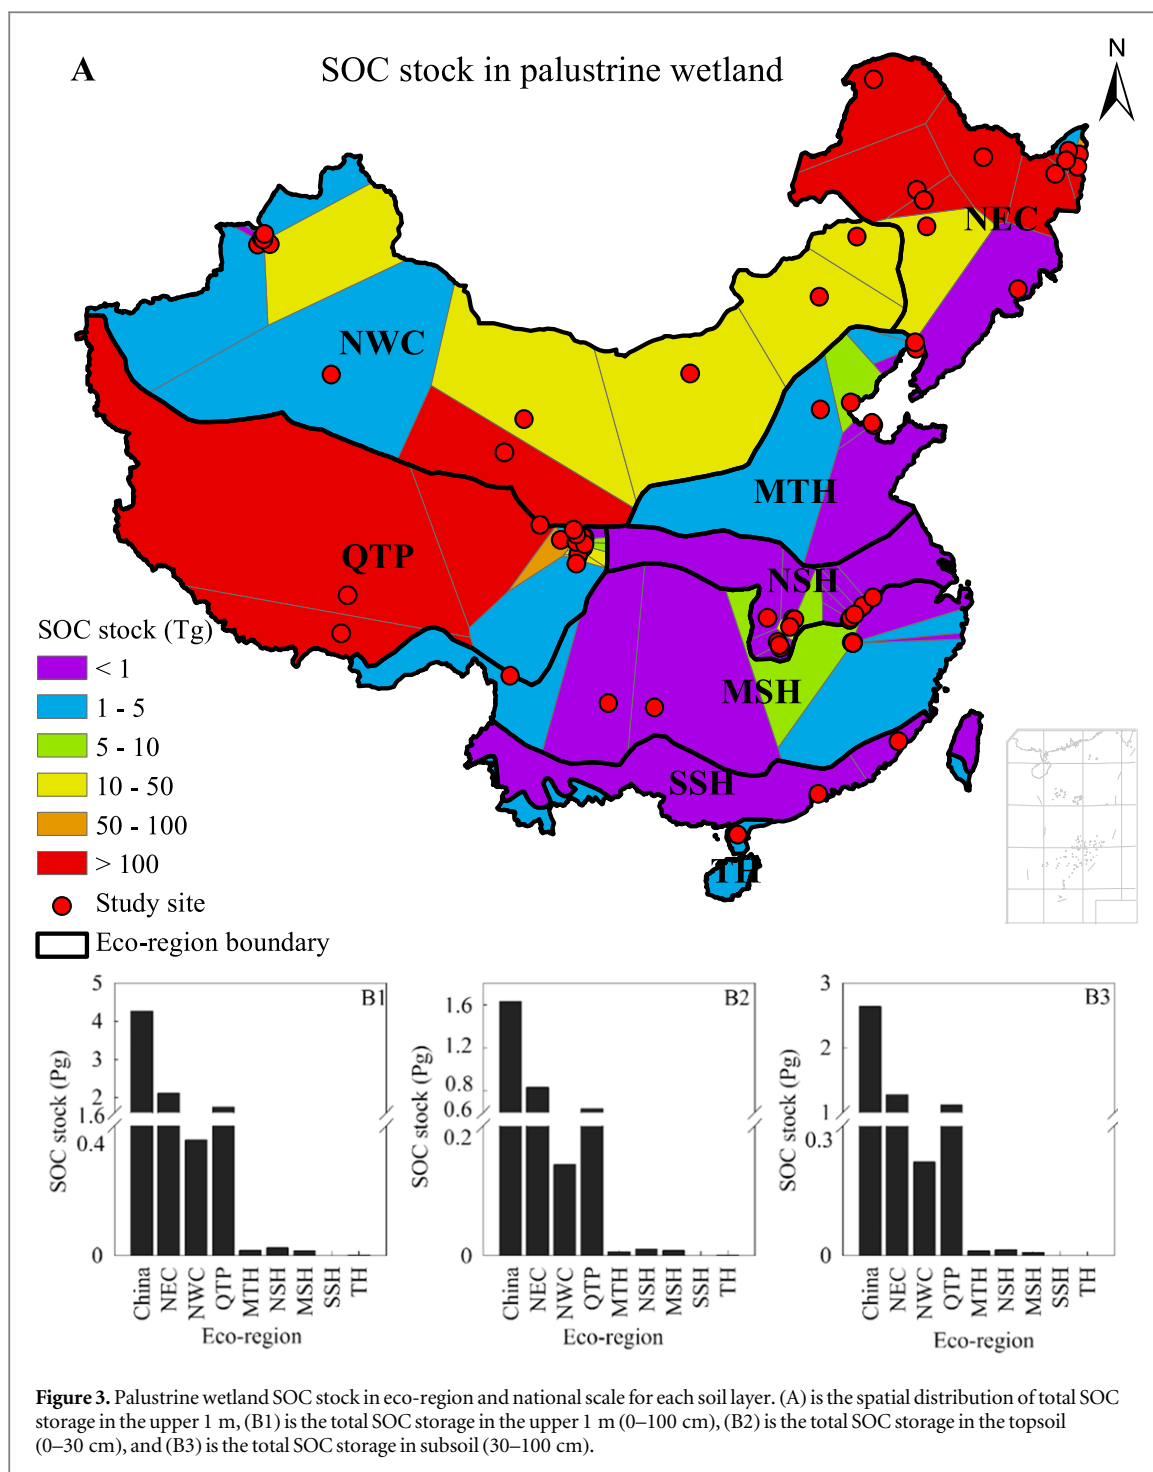 A
SOC stock in palustrine wetland
N
NEC
NWC
MTH
QTP
NSH
MSH
SSH
TH
SOC stock (Tg)
< 1
1 - 5
5 - 10
10 - 50
50 - 100
> 100
Study site
Eco-region boundary
B1
SOC stock (Pg)
5
4
3
2
1.6
0.4
0
China
NEC
NWC
QTP
MTH
NSH
MSH
SSH
TH
Eco-region
B2
SOC stock (Pg)
1.6
1.2
0.8
0.6
0.2
0
China
NEC
NWC
QTP
MTH
NSH
MSH
SSH
TH
Eco-region
B3
SOC stock (Pg)
3
2
1
0.3
0
China
NEC
NWC
QTP
MTH
NSH
MSH
SSH
TH
Eco-region
Figure 3. Palustrine wetland SOC stock in eco-region and national scale for each soil layer. (A) is the spatial distribution of total SOC
storage in the upper 1 m, (B1) is the total SOC storage in the upper 1 m (0–100 cm), (B2) is the total SOC storage in the topsoil
(0–30 cm), and (B3) is the total SOC storage in subsoil (30–100 cm).